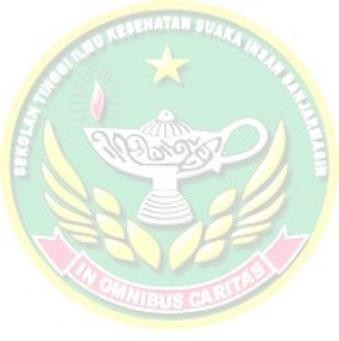 SEKOLAH TINGGI ILMU KESEHATAN SUAKA INSAN BANJARMASIN
IN OMNIBUS CARITAS